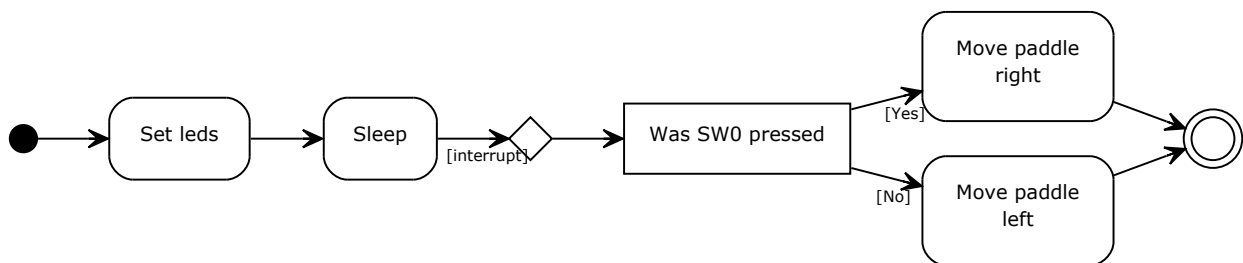 Set leds
Sleep
[interrupt]
Was SW0 pressed
[Yes]
Move paddle
right
[No]
Move paddle
left